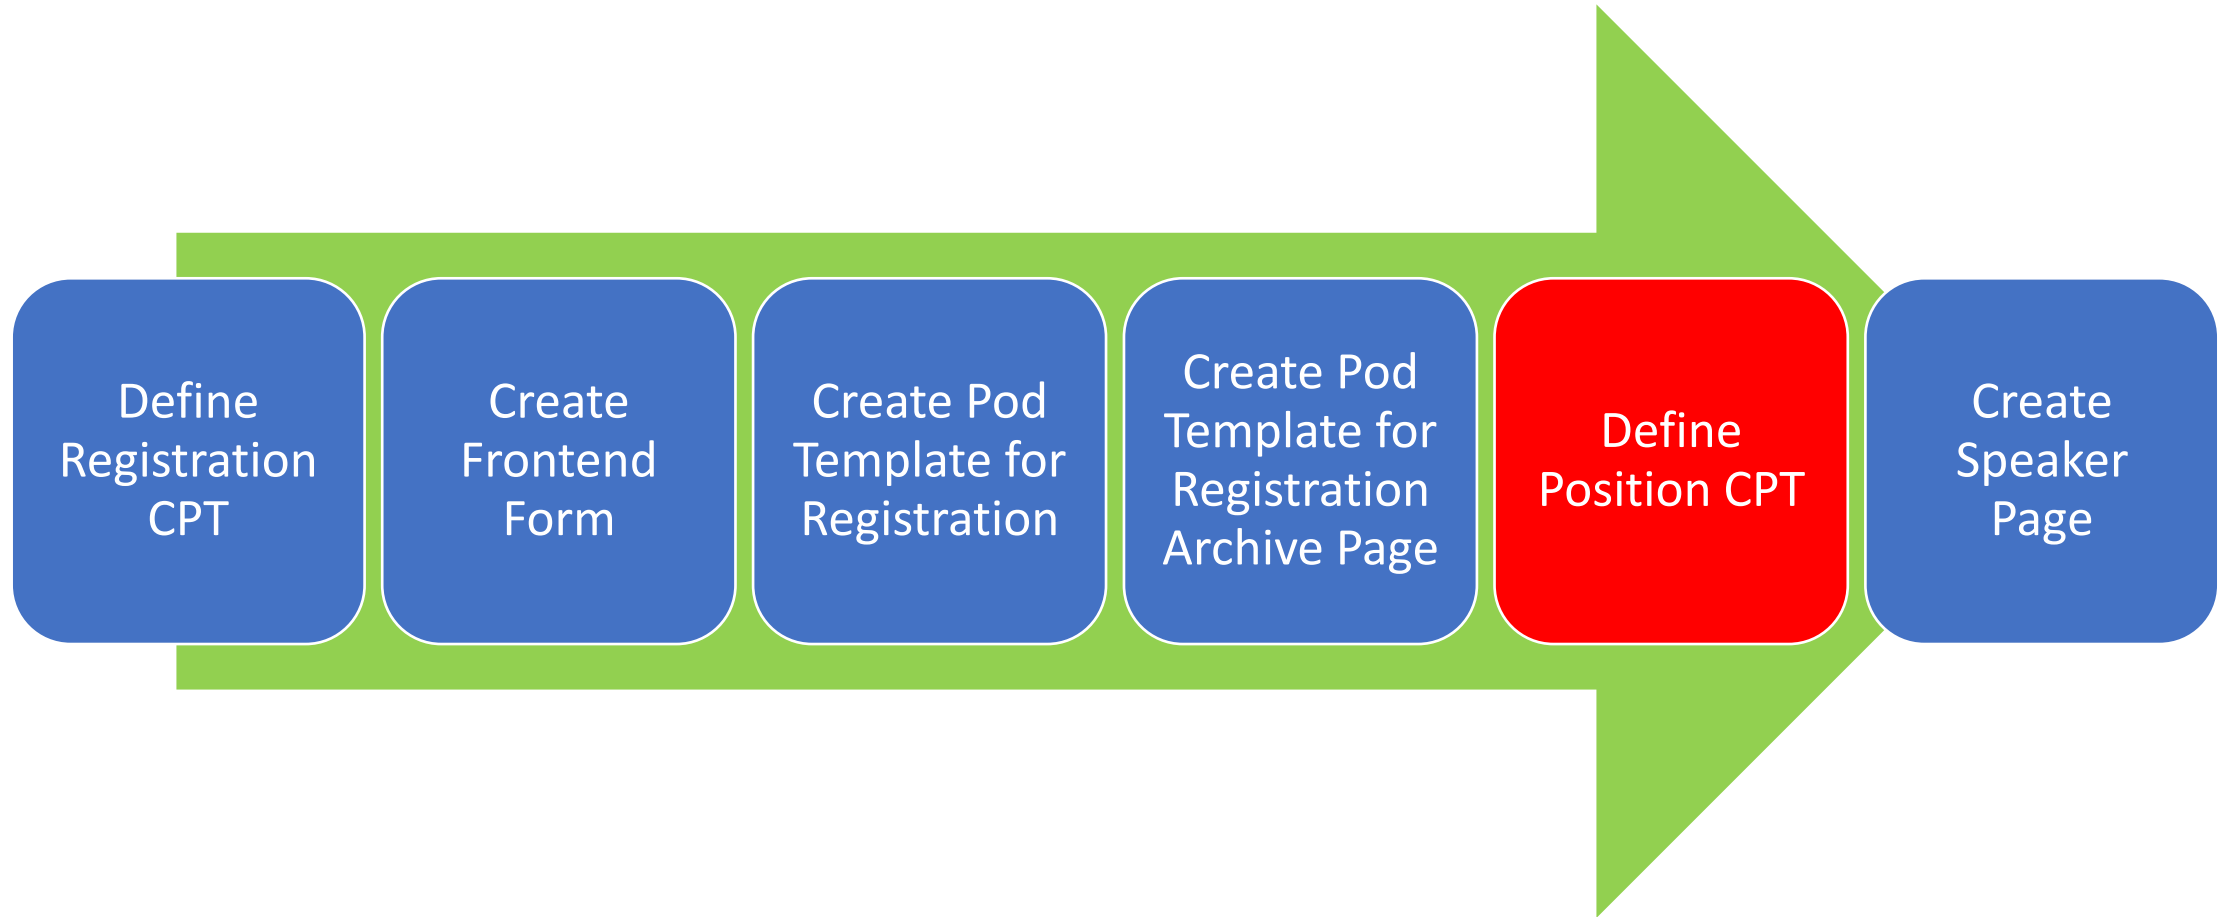 Define
Registration
CPT
Create
Frontend
Form
Create Pod
Template for
Registration
Create Pod
Template for
Registration
Archive Page
Define
Position CPT
Create
Speaker
Page